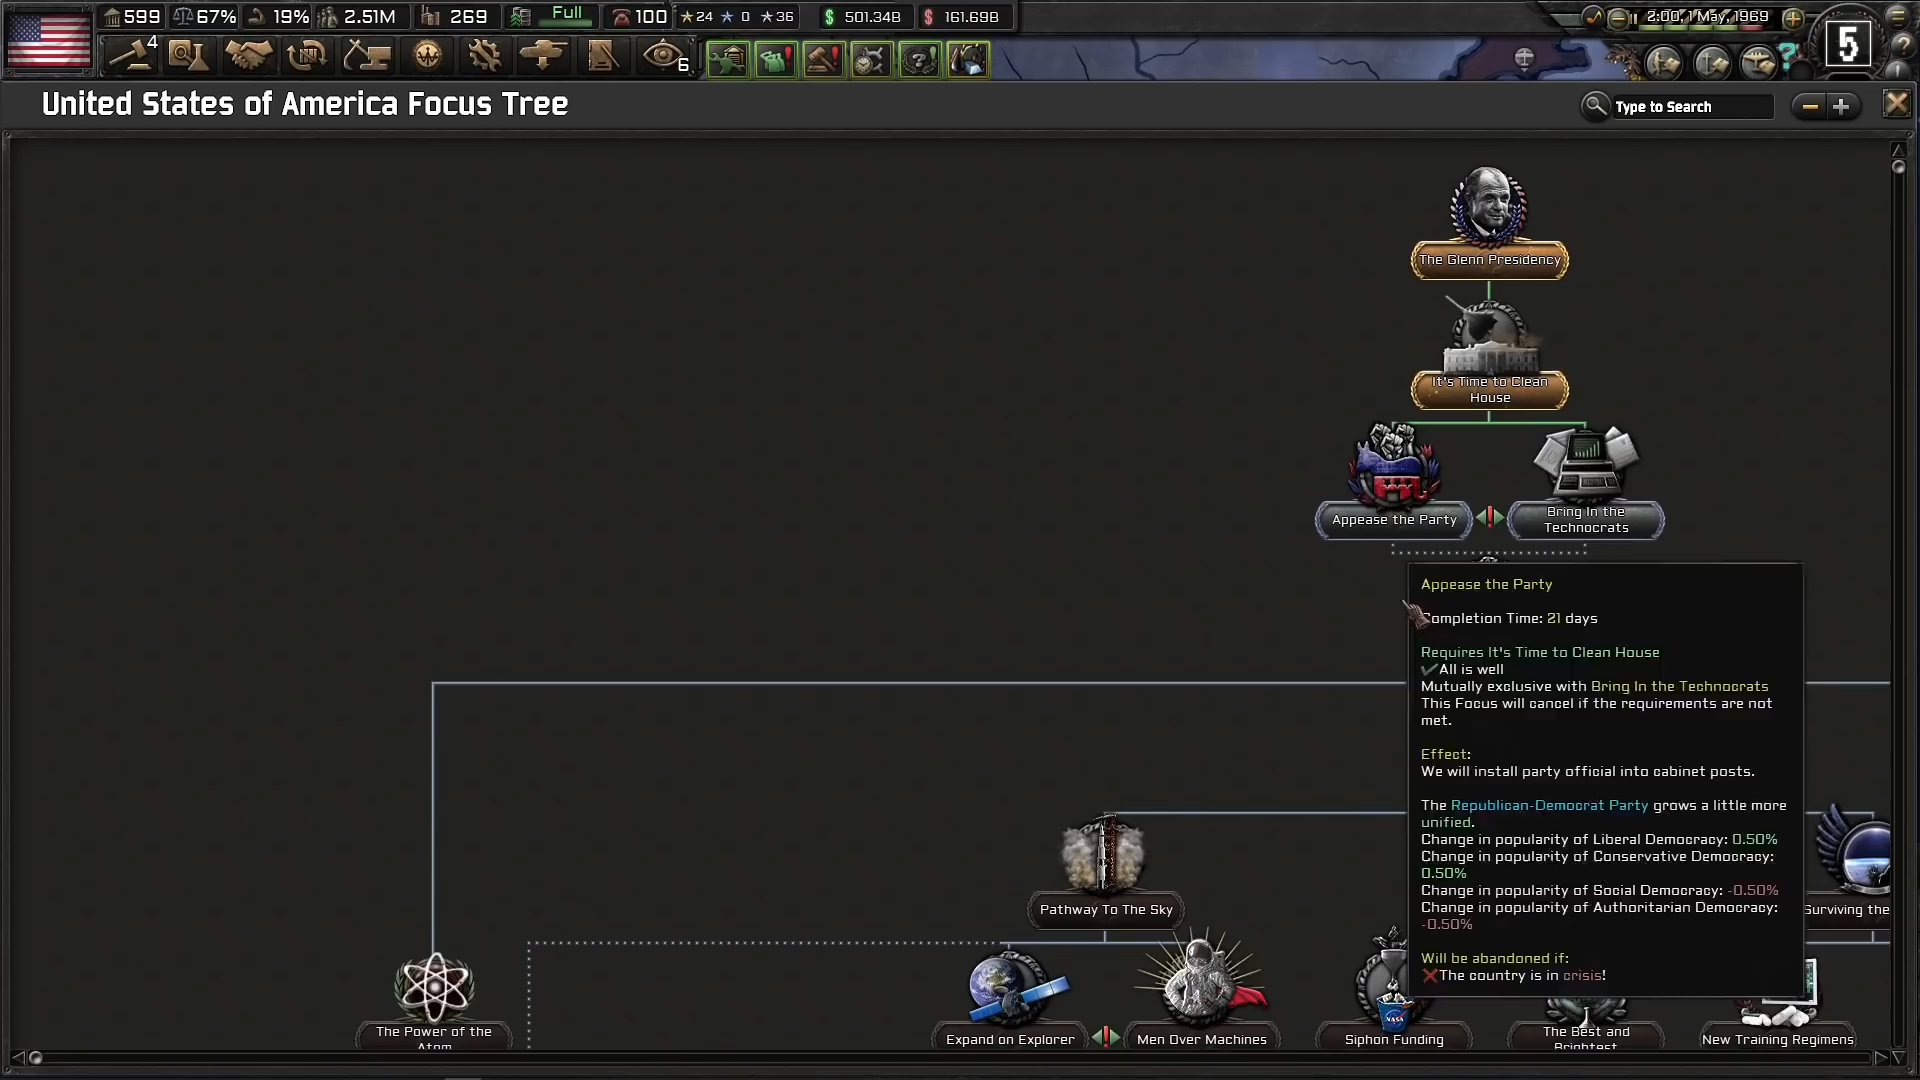 599 67% 19% 2.51M 269 Full 100 24 0 36 $ 501.34B $ 161.69B 2:00, 1 May, 1969
4 6 5
United States of America Focus Tree
Type to Search
The Glenn Presidency
It's Time to Clean
House
Appease the Party
Bring In the
Technocrats
Appease the Party
Completion Time: 21 days
Requires It's Time to Clean House
All is well
Mutually exclusive with Bring In the Technocrats
This Focus will cancel if the requirements are not
met.
Effect:
We will install party official into cabinet posts.
The Republican-Democrat Party grows a little more
unified.
Change in popularity of Liberal Democracy: 0.50%
Change in popularity of Conservative Democracy:
0.50%
Change in popularity of Social Democracy: -0.50%
Change in popularity of Authoritarian Democracy:
-0.50%
Will be abandoned if:
The country is in crisis!
Pathway To The Sky
Surviving the
The Power of the
Atom
Expand on Explorer
Men Over Machines
NASA
Siphon Funding
The Best and
Brightest
New Training Regimens